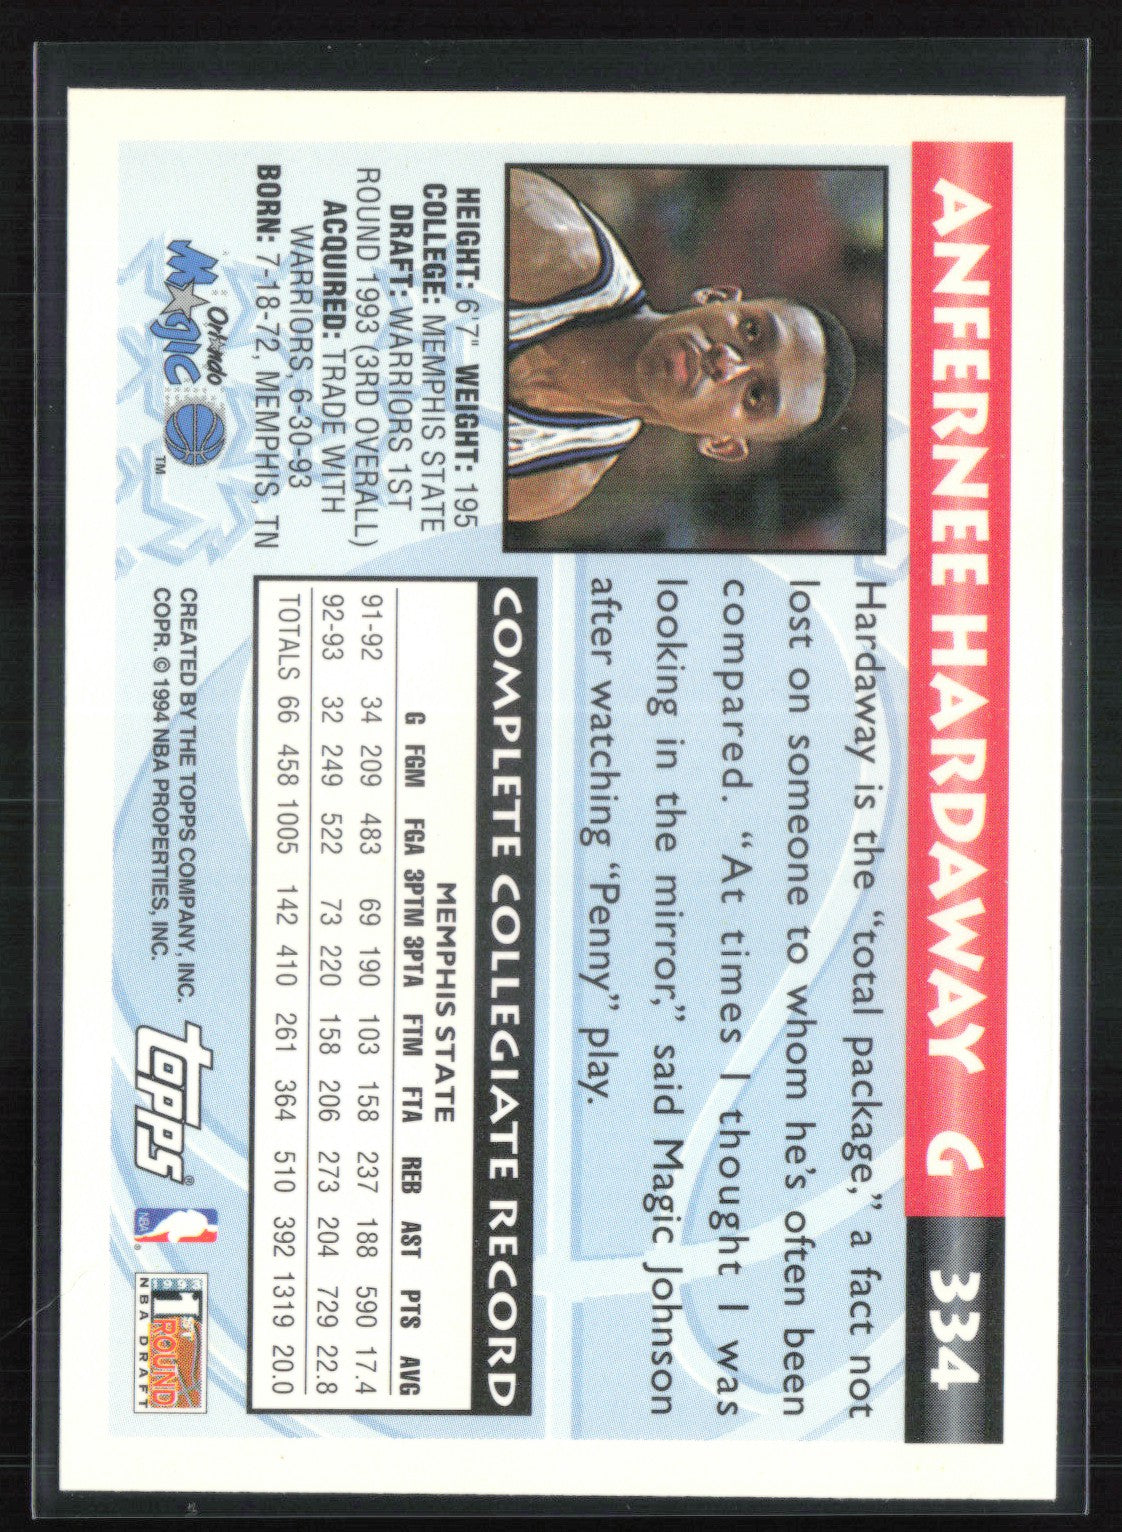 ANFERNEE HARDAWAY G 334
Hardaway is the “total package,” a fact not
lost on someone to whom he's often been
compared. “At times I thought I was
looking in the mirror,” said Magic Johnson
after watching “Penny” play.
HEIGHT: 6'7" WEIGHT: 195
COLLEGE: MEMPHIS STATE
DRAFT: WARRIORS 1ST
ROUND 1993 (3RD OVERALL)
ACQUIRED: TRADE WITH
WARRIORS, 6-30-93
BORN: 7-18-72, MEMPHIS, TN
Orlando
Magic
TM
COMPLETE COLLEGIATE RECORD
MEMPHIS STATE
G FGM FGA 3PTM 3PTA FTM FTA REB AST PTS AVG
91-92 34 209 483 69 190 103 158 237 188 590 17.4
92-93 32 249 522 73 220 158 206 273 204 729 22.8
TOTALS 66 458 1005 142 410 261 364 510 392 1319 20.0
CREATED BY THE TOPPS COMPANY, INC.
COPR. © 1994 NBA PROPERTIES, INC.
TOPPS®
NBA
®
1993
1ST
ROUND
NBA DRAFT